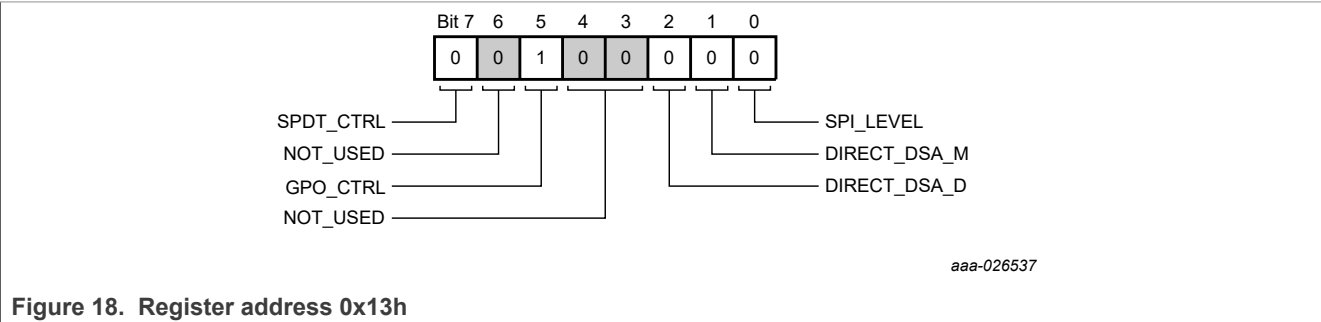 Bit 7 6 5 4 3 2 1 0
0 0 1 0 0 0 0 0
SPDT_CTRL SPI_LEVEL
NOT_USED DIRECT_DSA_M
GPO_CTRL DIRECT_DSA_D
NOT_USED
aaa-026537
Figure 18. Register address 0x13h